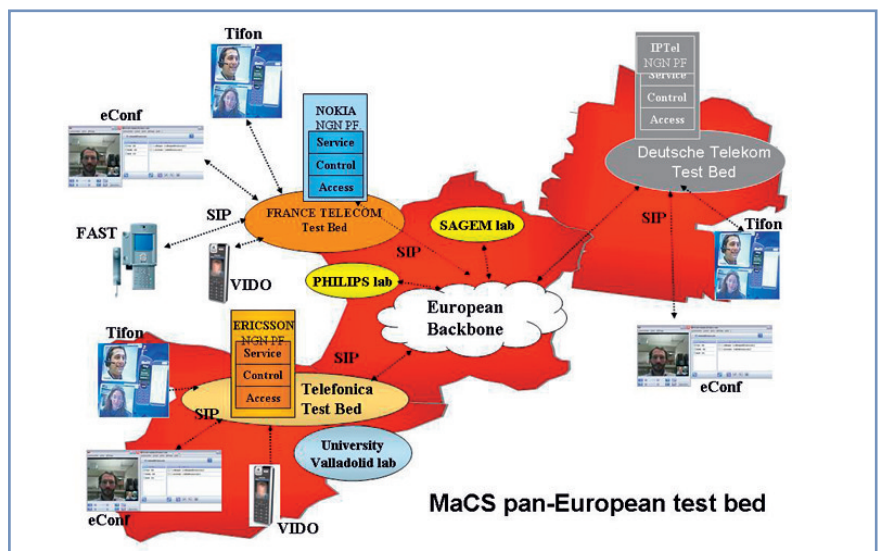 Tifon
IPTel
NGN PF
Service
Control
Access
eConf
NOKIA
NGN PF
Service
Control
Access
Deutsche Telekom
Test Bed
SIP
FRANCE TELECOM
Test Bed
SAGEM lab
SIP
SIP
Tifon
FAST
PHILIPS lab
VIDO
European
Backbone
ERICSSON
NGN PF
Service
Control
Access
Tifon
SIP
Telefonica
Test Bed
SIP
eConf
University
Valladolid lab
eConf
VIDO
MaCS pan-European test bed